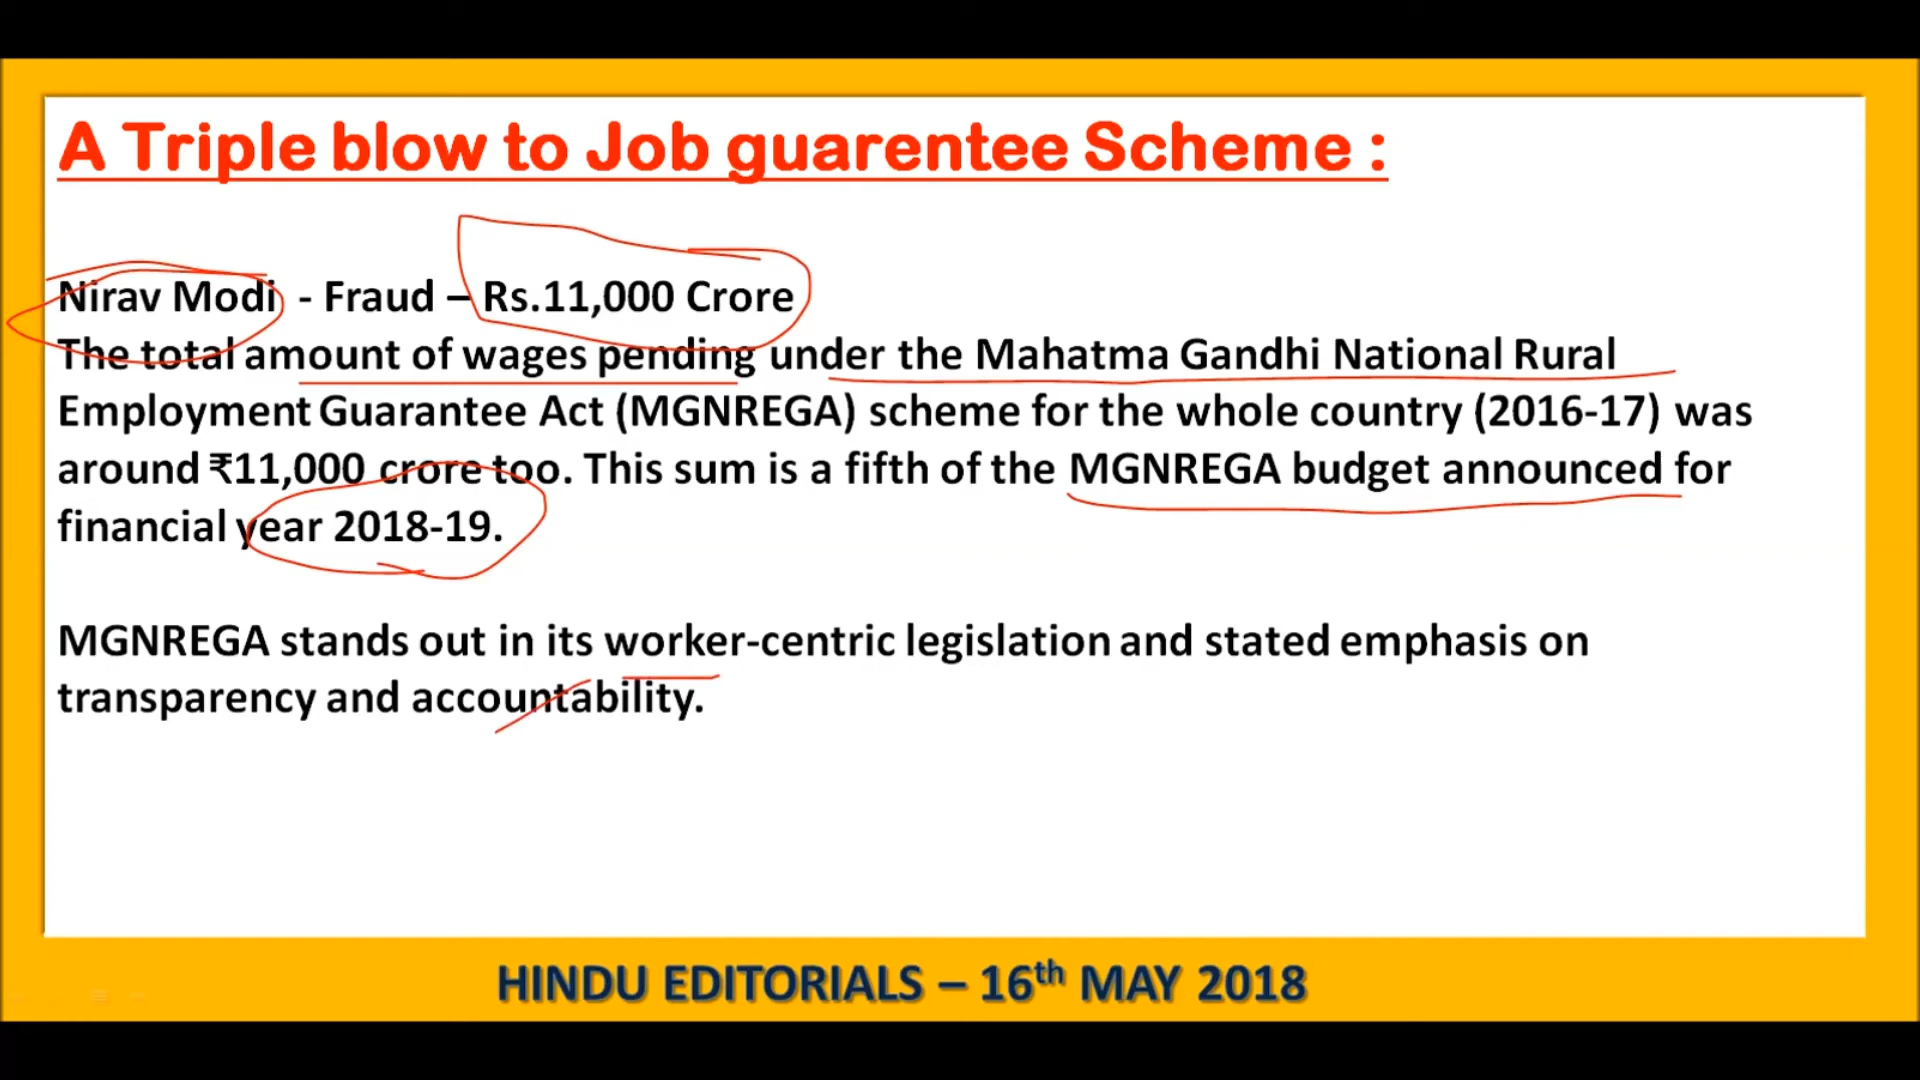 A Triple blow to Job guarentee Scheme :
Nirav Modi - Fraud – Rs.11,000 Crore
The total amount of wages pending under the Mahatma Gandhi National Rural
Employment Guarantee Act (MGNREGA) scheme for the whole country (2016-17) was
around ₹11,000 crore too. This sum is a fifth of the MGNREGA budget announced for
financial year 2018-19.
MGNREGA stands out in its worker-centric legislation and stated emphasis on
transparency and accountability.
HINDU EDITORIALS – 16th MAY 2018